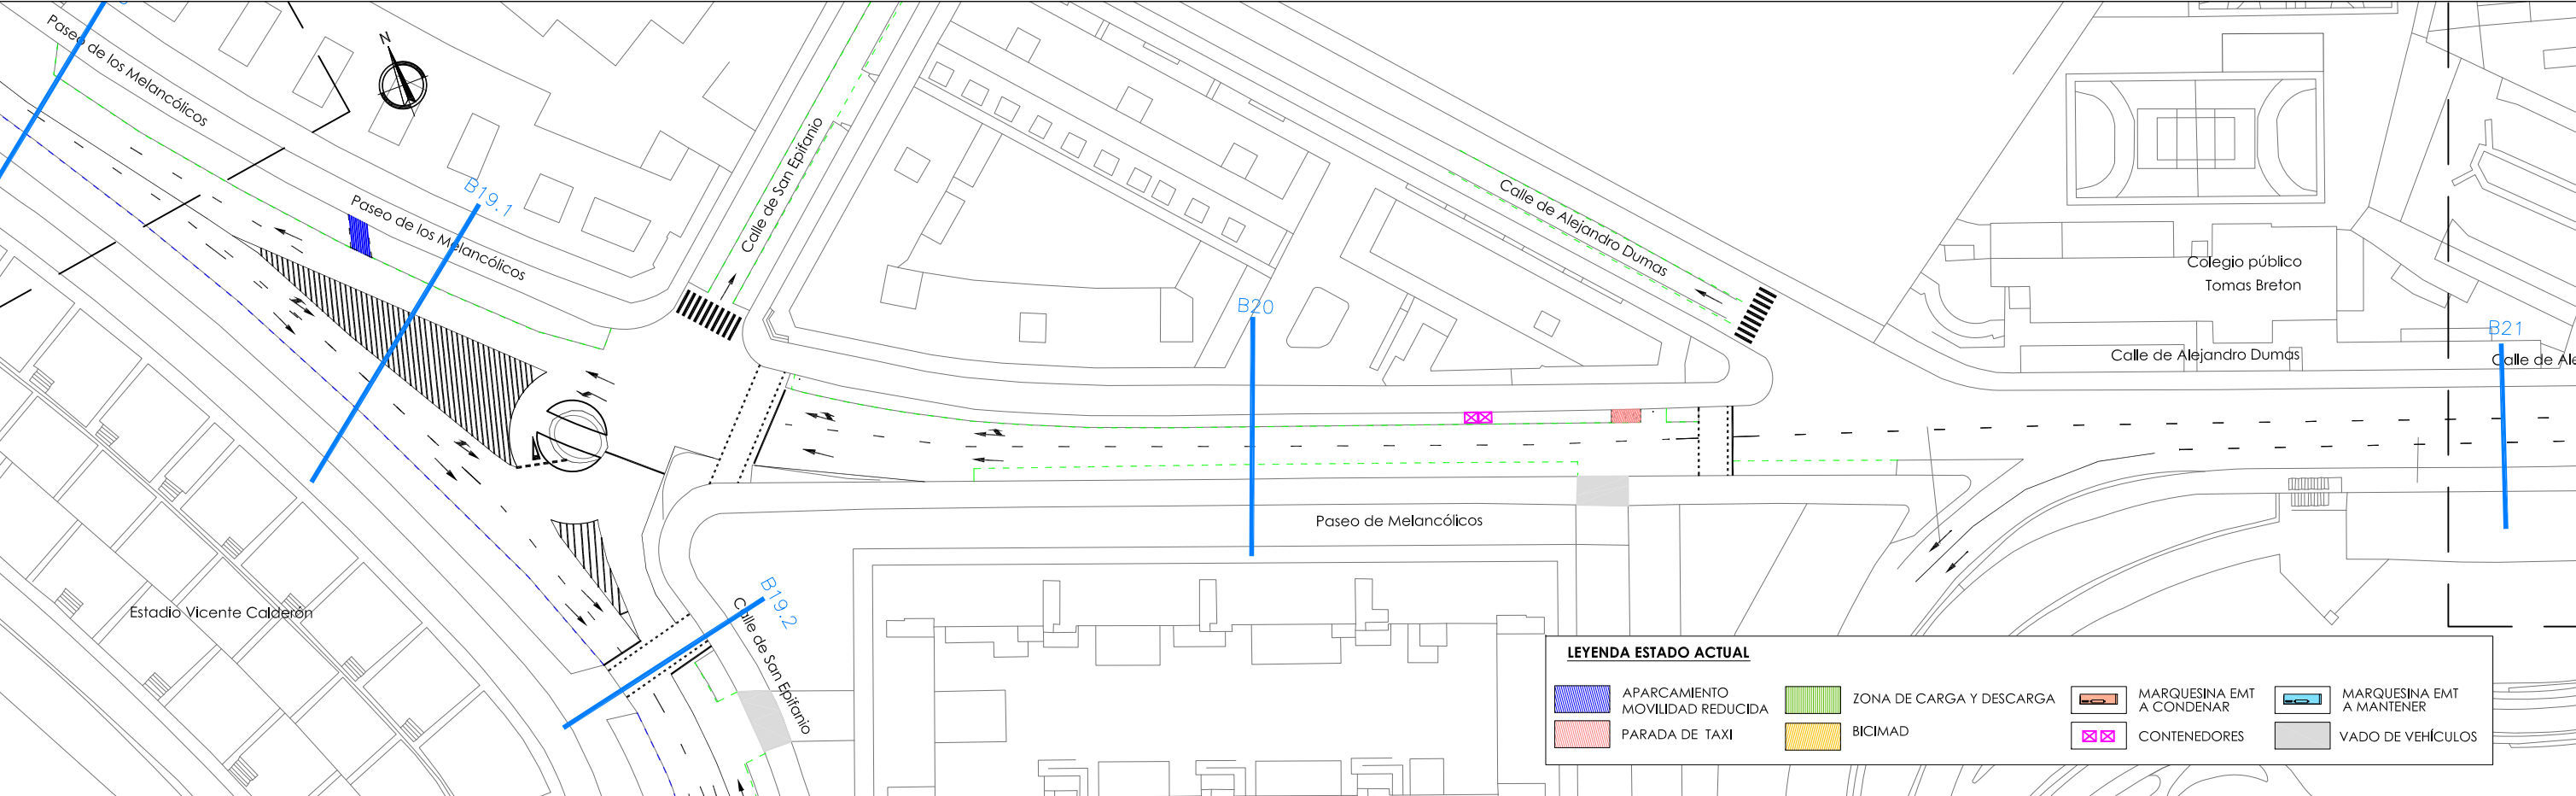 Paseo de los Melancólicos
N
Calle de San Epifanio
B19.1
Paseo de los Melancólicos
Calle de Alejandro Dumas
Colegio público
Tomas Breton
B20
B21
Calle de Alejandro Dumas
Calle de Ale
Paseo de Melancólicos
B19.2
Calle de San Epifanio
Estadio Vicente Calderón
LEYENDA ESTADO ACTUAL
APARCAMIENTO
MOVILIDAD REDUCIDA
ZONA DE CARGA Y DESCARGA
MARQUESINA EMT
A CONDENAR
MARQUESINA EMT
A MANTENER
PARADA DE TAXI
BICIMAD
CONTENEDORES
VADO DE VEHÍCULOS